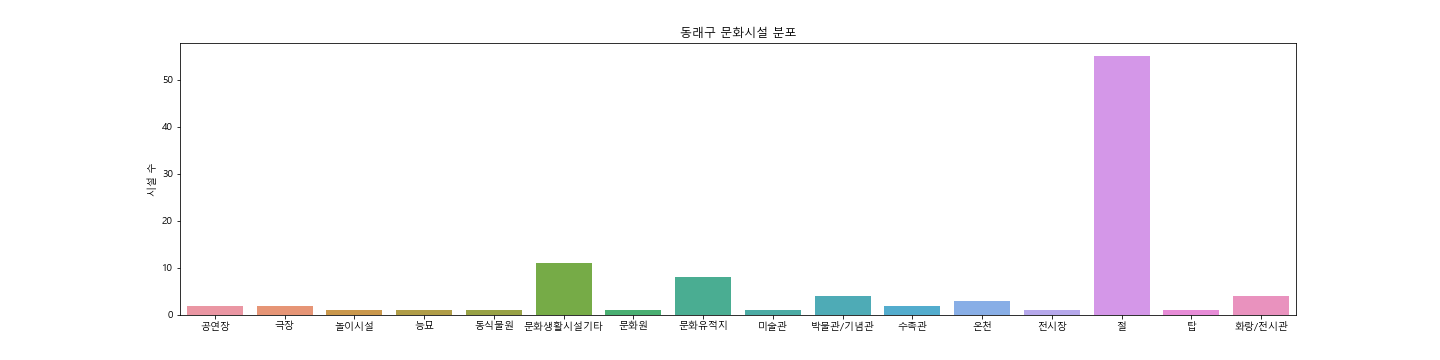 동래구 문화시설 분포
시설 수
50
40
30
20
10
0
공연장 극장 놀이시설 능묘 동식물원 문화생활시설기타 문화원 문화유적지 미술관 박물관/기념관 수족관 온천 전시장 절 탑 화랑/전시관